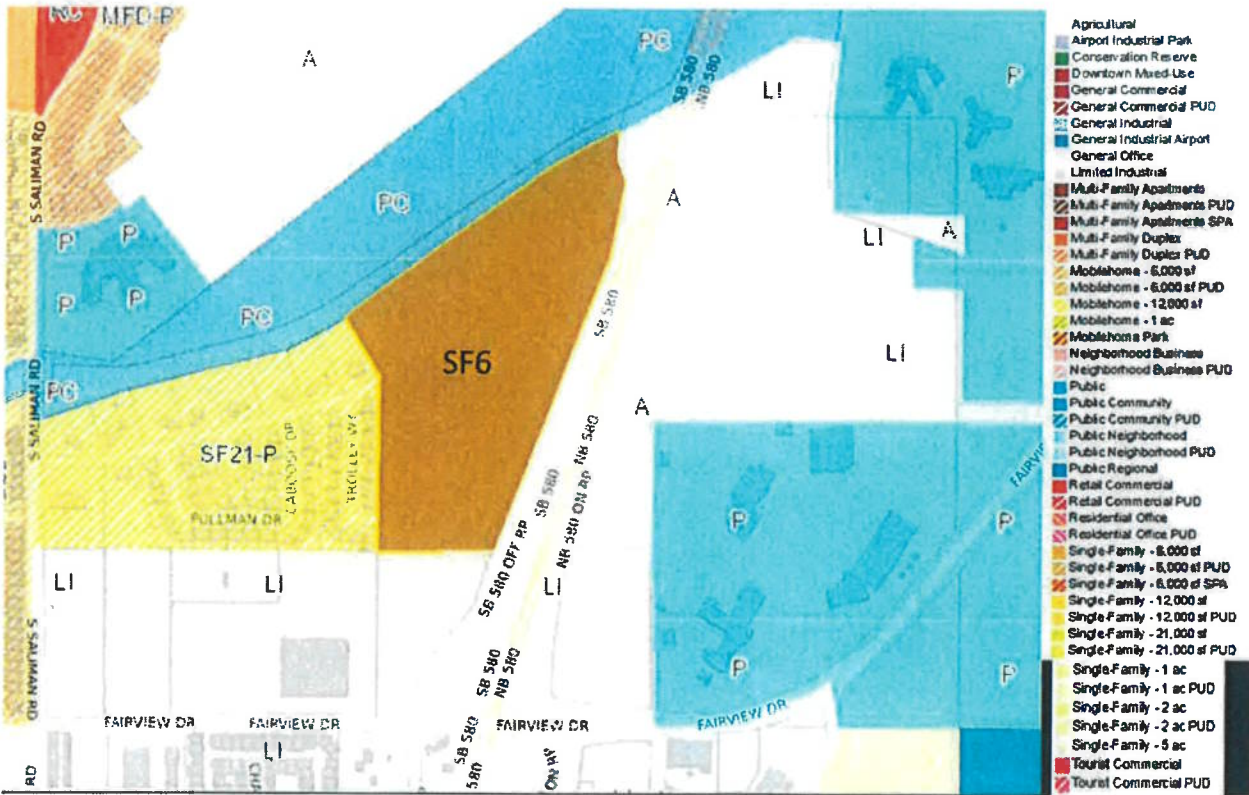 RC MFD-P
A
PC
SB 580
NB 580
LI
P
S SALIMAN RD
P
P
P
P
PC
A
LI
A
PC
SB 580
SF6
LI
S SALIMAN RD
PC
A
SF21-P
TROLLEY WY
PULLMAN DR
SB 580
NB 580
NB 580 ON RP
SB 580 OFF RP
FAIRVI
P
P
LI
LI
LI
S SALIMAN RD
SB 580
NB 580
P
P
FAIRVIEW DR
FAIRVIEW DR
FAIRVIEW DR
FAIRVIEW DR
LI
SB 580
580
ON RP
RD
Agricultural
Airport Industrial Park
Conservation Reserve
Downtown Mixed-Use
General Commercial
General Commercial PUD
General Industrial
General Industrial Airport
General Office
Limited Industrial
Multi-Family Apartments
Multi-Family Apartments PUD
Multi-Family Apartments SPA
Multi-Family Duplex
Multi-Family Duplex PUD
Mobilehome - 6,000 sf
Mobilehome - 6,000 sf PUD
Mobilehome - 12,000 sf
Mobilehome - 1 ac
Mobilehome Park
Neighborhood Business
Neighborhood Business PUD
Public
Public Community
Public Community PUD
Public Neighborhood
Public Neighborhood PUD
Public Regional
Retail Commercial
Retail Commercial PUD
Residential Office
Residential Office PUD
Single-Family - 6,000 sf
Single-Family - 6,000 sf PUD
Single-Family - 6,000 sf SPA
Single-Family - 12,000 sf
Single-Family - 12,000 sf PUD
Single-Family - 21,000 sf
Single-Family - 21,000 sf PUD
Single-Family - 1 ac
Single-Family - 1 ac PUD
Single-Family - 2 ac
Single-Family - 2 ac PUD
Single-Family - 5 ac
Tourist Commercial
Tourist Commercial PUD